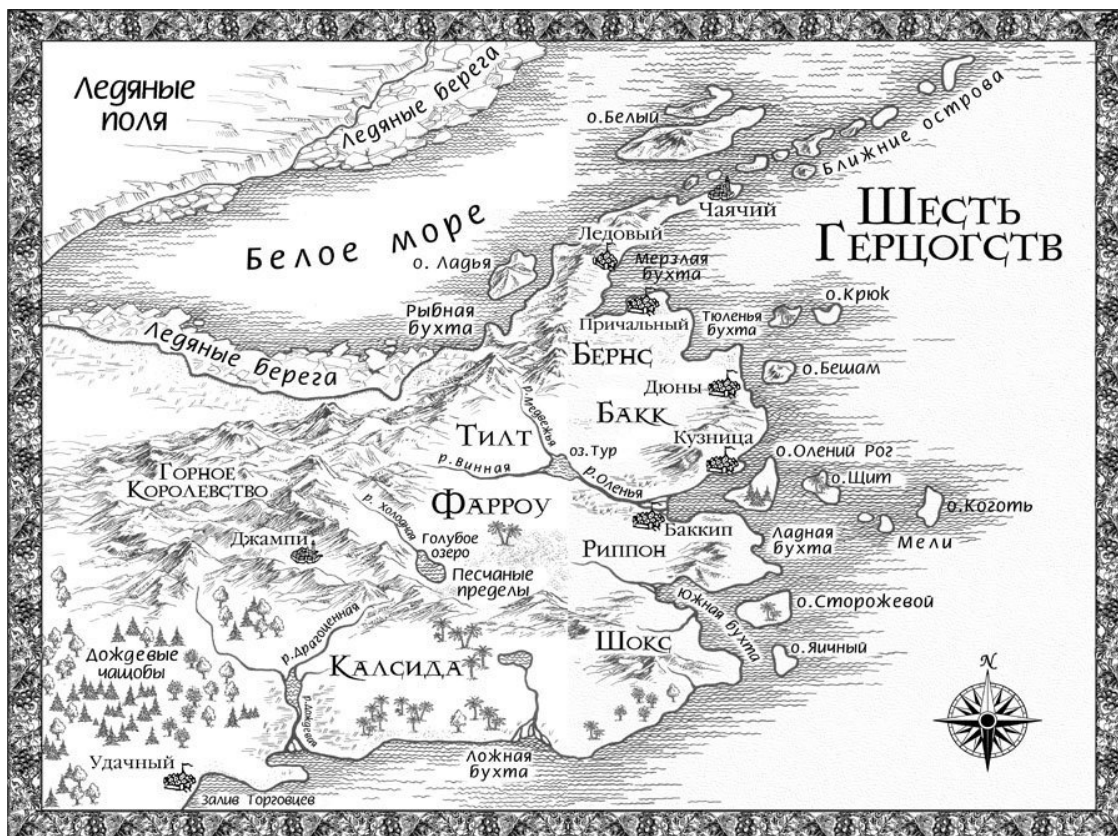 Ледяные
поля
Ледяные берега
о.Белый
Ближние острова
Чаячий
Шесть
Герцогств
Белое море
Ледовый
о. Ладья
Мерзлая
бухта
о.Крюк
Рыбная
бухта
Причальный
Тюленья
бухта
Ледяные берега
Бернс
о.Бешам
Дюны
р.Медвежья
Бакк
Тилт
Кузница
оз.Тур
о.Олений Рог
р.Винная
р.Оленья
о.Щит
Горное
Королевство
р. Холодная
Фарроу
о.Коготь
Баккип
Ладная
бухта
Мели
Джампи
Голубое
озеро
Риппон
Песчаные
пределы
Южная бухта
о.Сторожевой
р.Драгоценная
Шокс
о.Яичный
Дождевые
чащобы
Калсида
N
Ложная
бухта
Удачный
Залив Торговцев